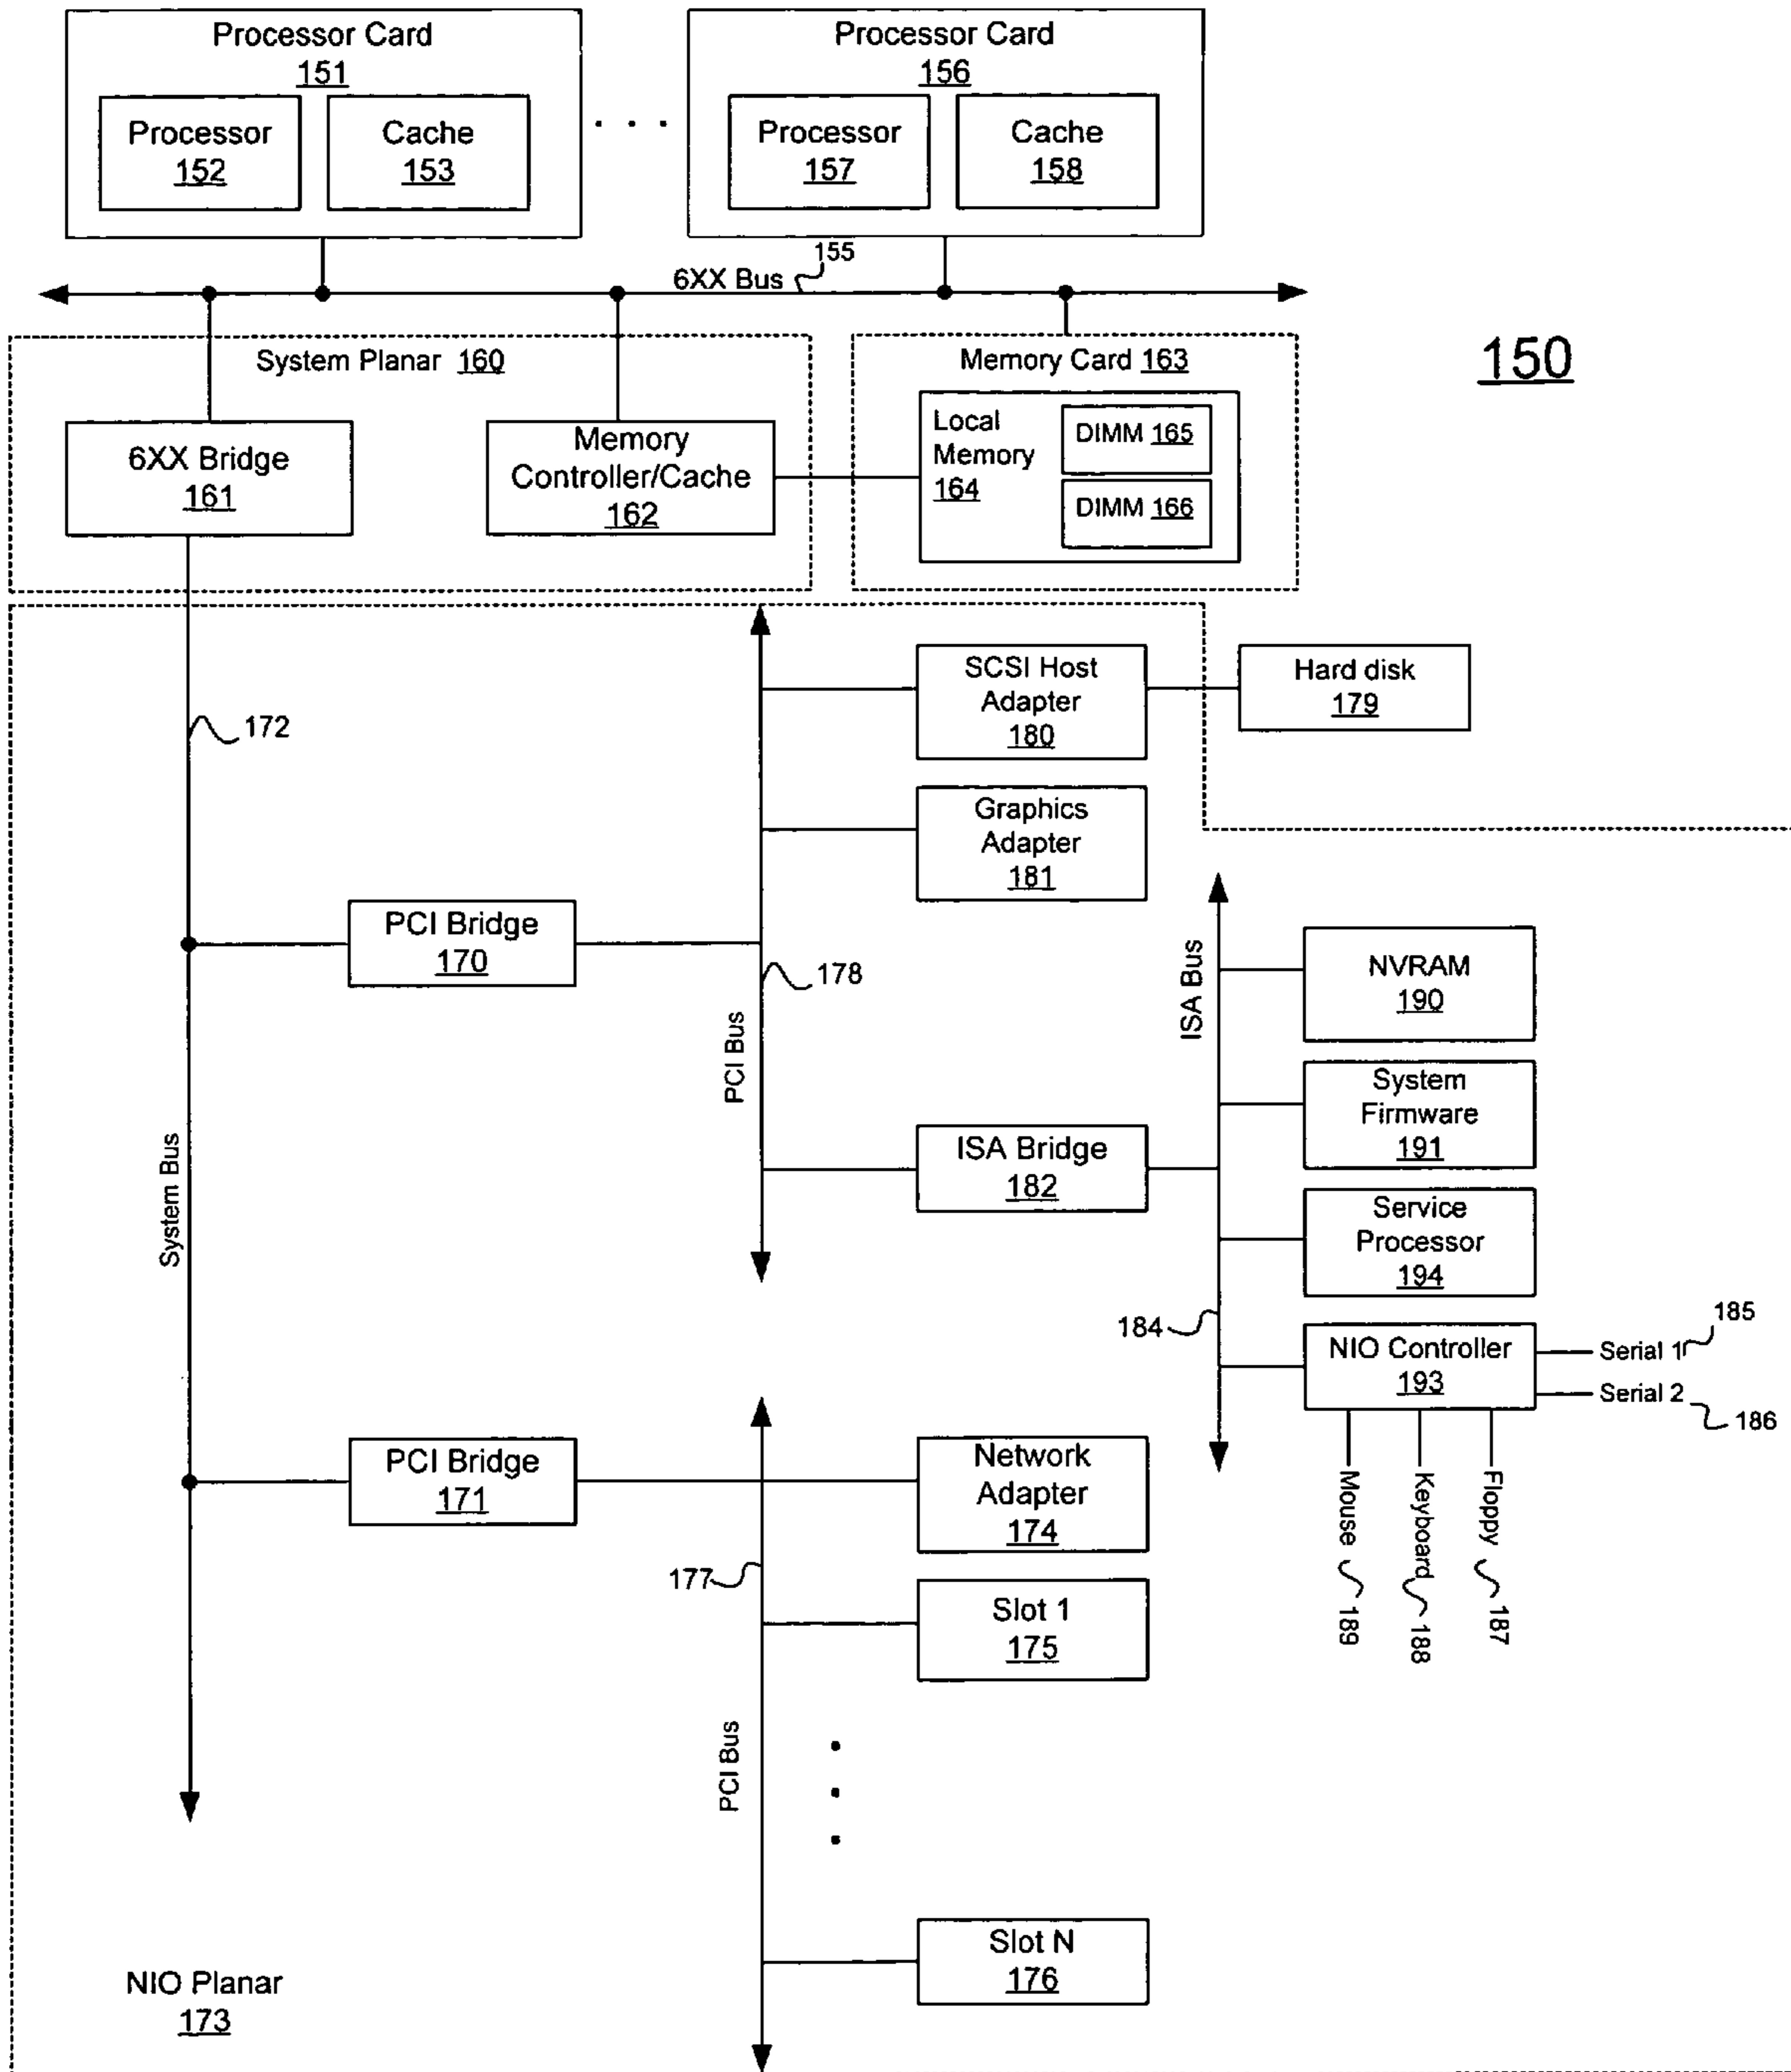 Processor Card
151
Processor
152
Cache
153
. . .
Processor Card
156
Processor
157
Cache
158
155
6XX Bus
150
System Planar 160
6XX Bridge
161
Memory
Controller/Cache
162
Memory Card 163
Local
Memory
164
DIMM 165
DIMM 166
172
SCSI Host
Adapter
180
Hard disk
179
Graphics
Adapter
181
PCI Bridge
170
178
PCI Bus
ISA Bus
NVRAM
190
System
Firmware
191
ISA Bridge
182
System Bus
Service
Processor
194
184
NIO Controller
193
Serial 1
185
Serial 2
186
Mouse
189
Keyboard
188
Floppy
187
PCI Bridge
171
Network
Adapter
174
177
Slot 1
175
PCI Bus
Slot N
176
NIO Planar
173